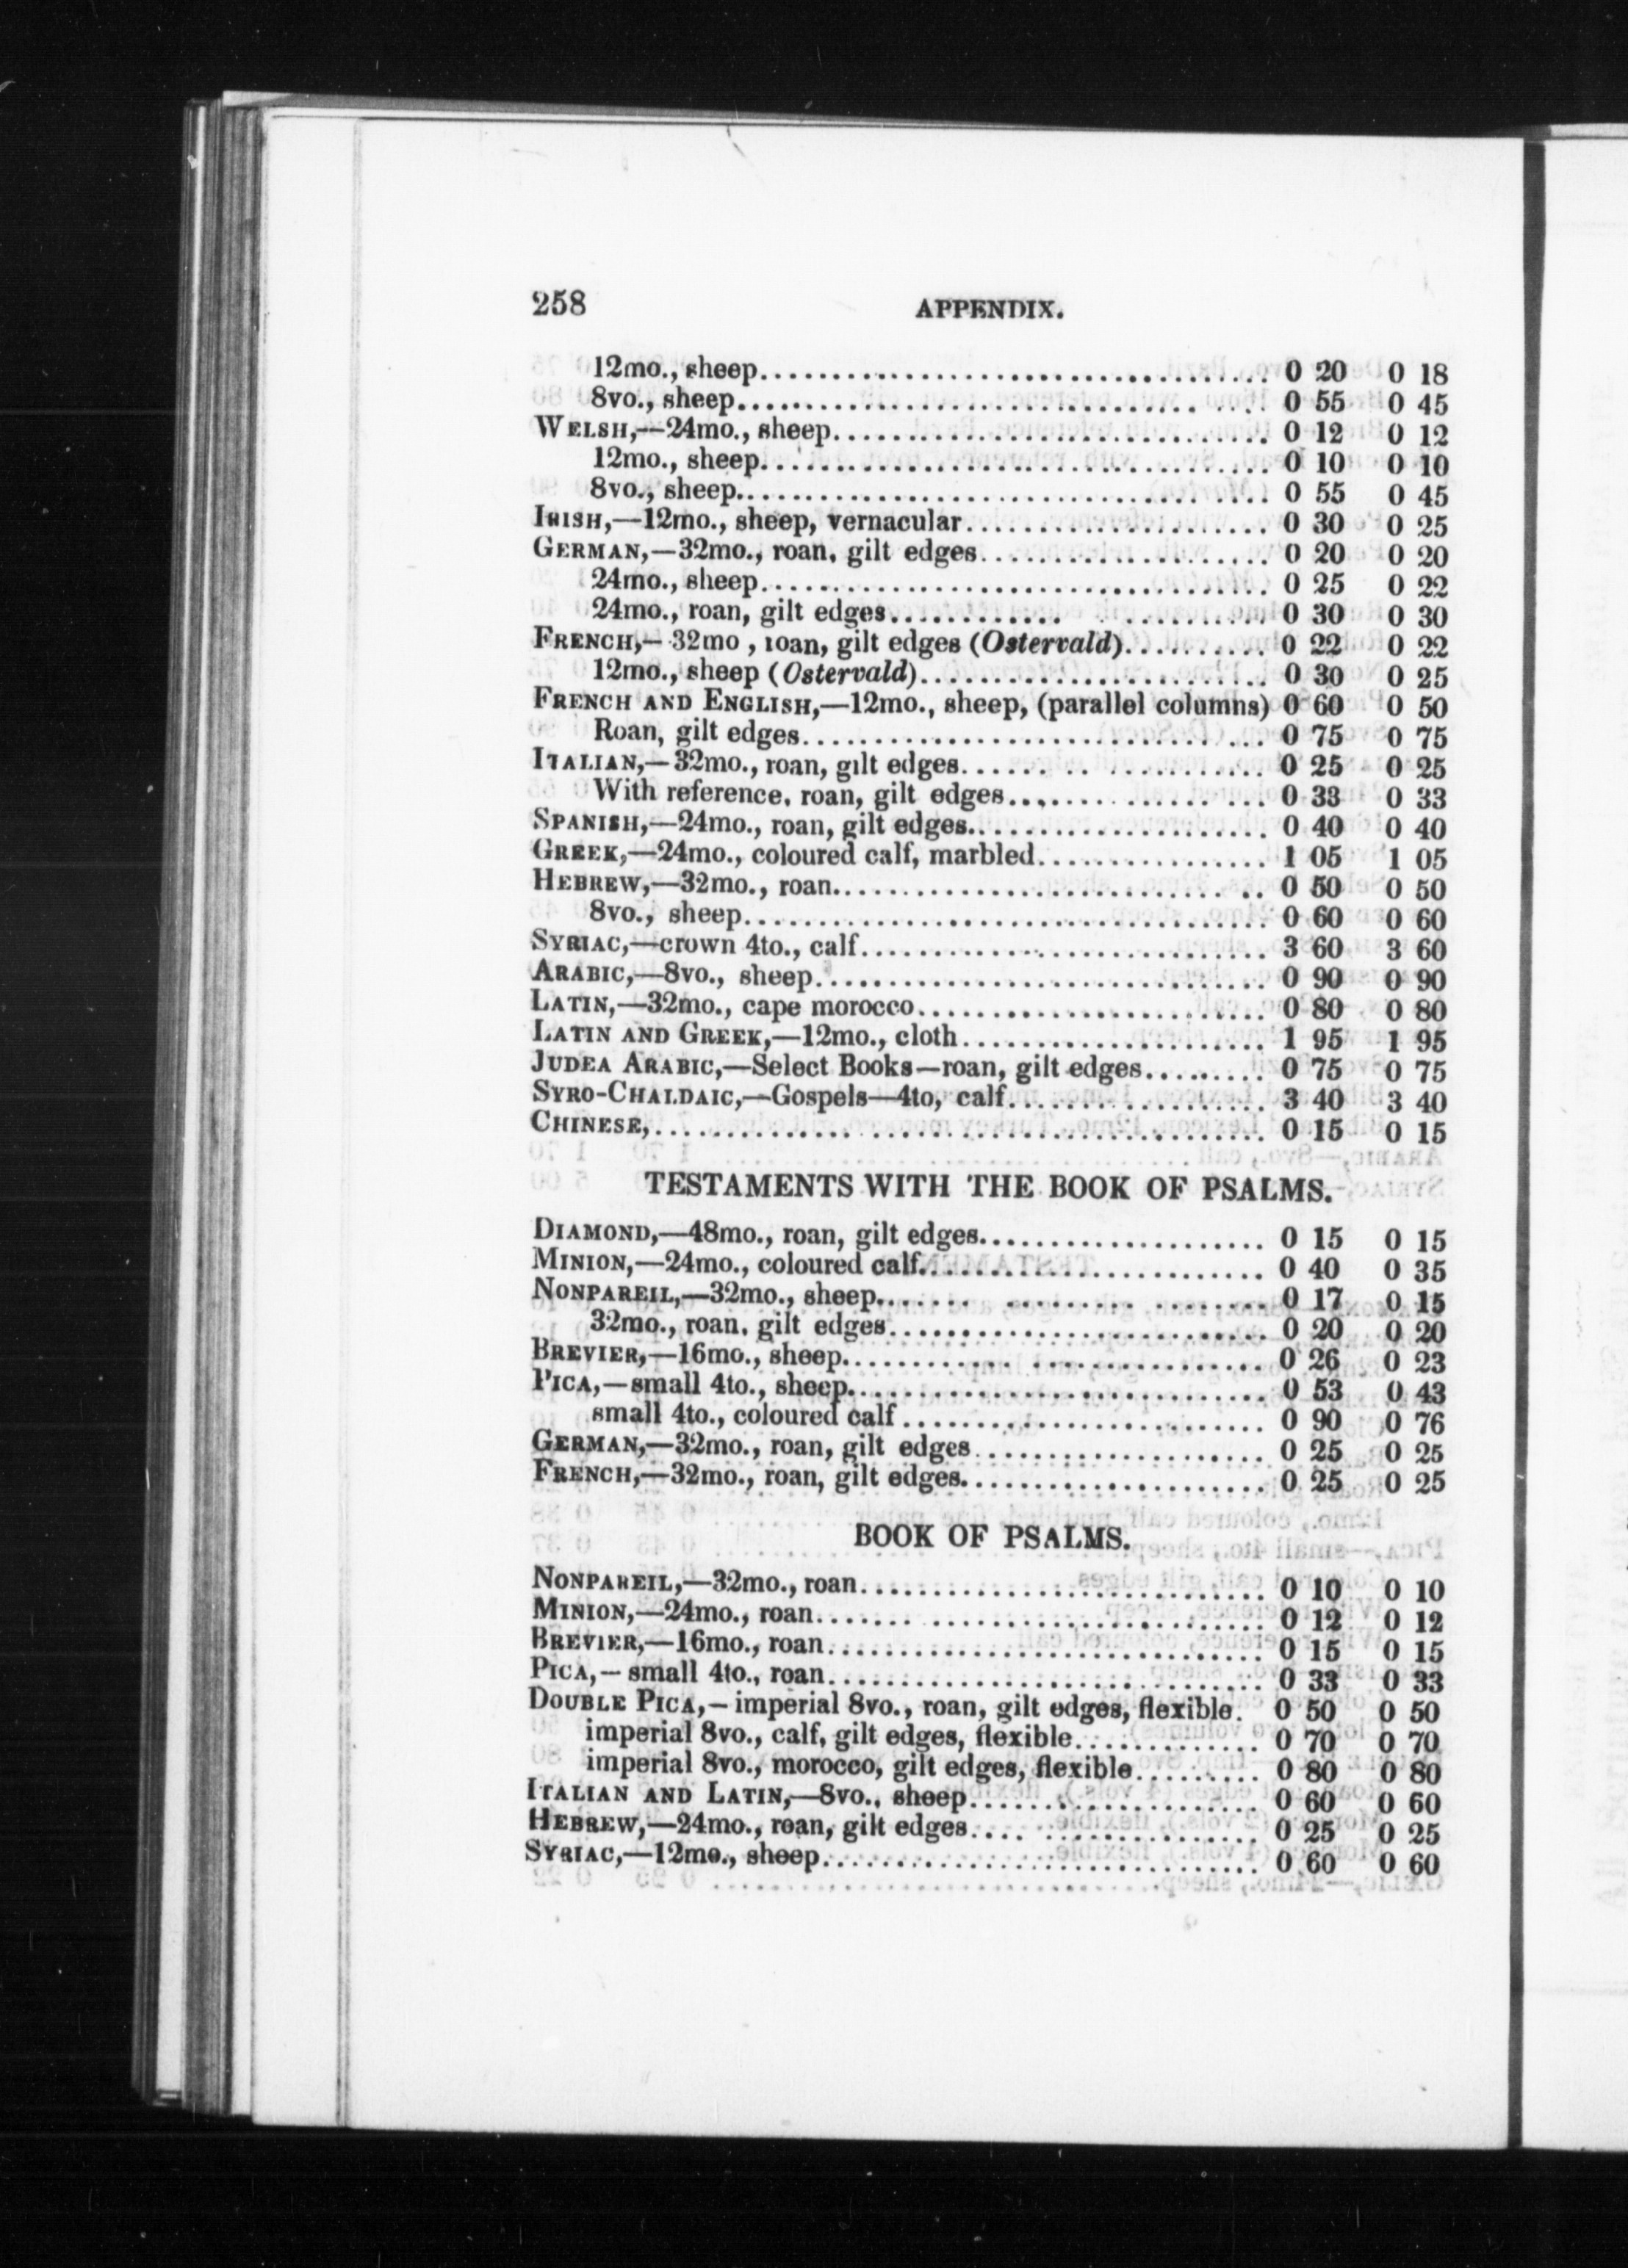 258 APPENDIX.
12mo., sheep.................................... 0 20 0 18
8vo., sheep.................................... 0 55 0 45
WELSH,—24mo., sheep.............................. 0 12 0 12
12mo., sheep.................................... 0 10 0 10
8vo., sheep.................................... 0 55 0 45
IRISH,—12mo., sheep, vernacular..................... 0 30 0 25
GERMAN,—32mo., roan, gilt edges.................... 0 20 0 20
24mo., sheep.................................... 0 25 0 22
24mo., roan, gilt edges.......................... 0 30 0 30
FRENCH,—32mo , roan, gilt edges (Ostervald).......... 0 22 0 22
12mo., sheep (Ostervald)........................ 0 30 0 25
FRENCH AND ENGLISH,—12mo., sheep, (parallel columns) 0 60 0 50
Roan, gilt edges................................ 0 75 0 75
ITALIAN,—32mo., roan, gilt edges..................... 0 25 0 25
With reference, roan, gilt edges.................. 0 33 0 33
SPANISH,—24mo., roan, gilt edges..................... 0 40 0 40
GREEK,—24mo., coloured calf, marbled................ 1 05 1 05
HEBREW,—32mo., roan.............................. 0 50 0 50
8vo., sheep.................................... 0 60 0 60
SYRIAC,—crown 4to., calf............................ 3 60 3 60
ARABIC,—8vo., sheep............................... 0 90 0 90
LATIN,—32mo., cape morocco........................ 0 80 0 80
LATIN AND GREEK,—12mo., cloth..................... 1 95 1 95
JUDEA ARABIC,—Select Books—roan, gilt edges......... 0 75 0 75
SYRO-CHALDAIC,—Gospels—4to, calf.................. 3 40 3 40
CHINESE,.......................................... 0 15 0 15
TESTAMENTS WITH THE BOOK OF PSALMS.
DIAMOND,—48mo., roan, gilt edges.................... 0 15 0 15
MINION,—24mo., coloured calf........................ 0 40 0 35
NONPAREIL,—32mo., sheep........................... 0 17 0 15
32mo., roan, gilt edges.......................... 0 20 0 20
BREVIER,—16mo., sheep............................. 0 26 0 23
PICA,—small 4to., sheep............................. 0 53 0 43
small 4to., coloured calf......................... 0 90 0 76
GERMAN,—32mo., roan, gilt edges.................... 0 25 0 25
FRENCH,—32mo., roan, gilt edges..................... 0 25 0 25
BOOK OF PSALMS.
NONPAREIL,—32mo., roan............................ 0 10 0 10
MINION,—24mo., roan............................... 0 12 0 12
BREVIER,—16mo., roan.............................. 0 15 0 15
PICA,—small 4to., roan.............................. 0 33 0 33
DOUBLE PICA,—imperial 8vo., roan, gilt edges, flexible. 0 50 0 50
imperial 8vo., calf, gilt edges, flexible............. 0 70 0 70
imperial 8vo., morocco, gilt edges, flexible......... 0 80 0 80
ITALIAN AND LATIN,—8vo., sheep.................... 0 60 0 60
HEBREW,—24mo., roan, gilt edges.................... 0 25 0 25
SYRIAC,—12mo., sheep.............................. 0 60 0 60